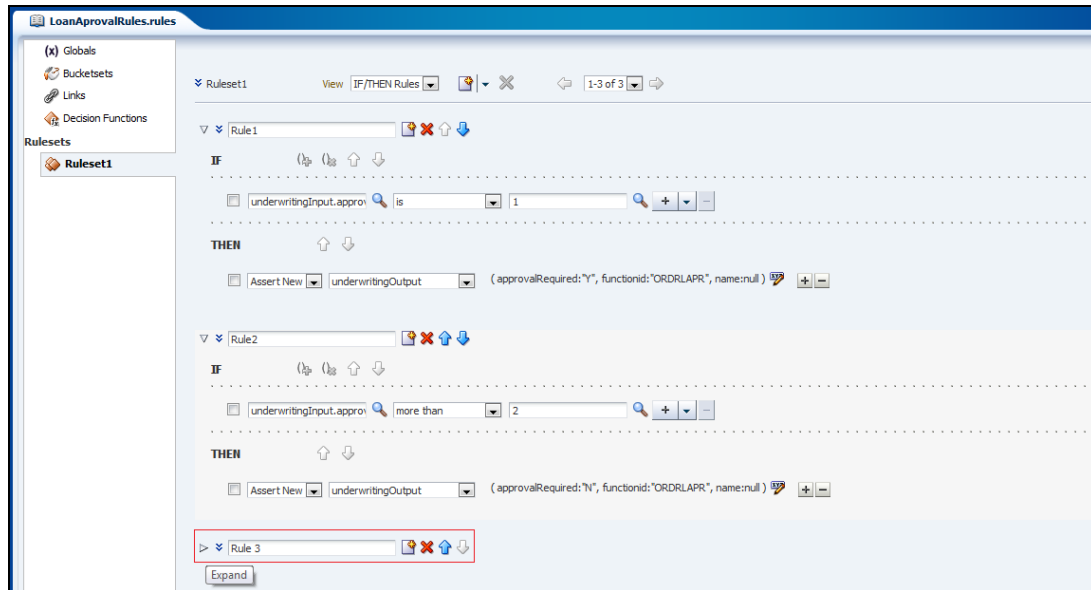 LoanAprovalRules.rules
(x) Globals
Bucketsets
Links
Decision Functions
Rulesets
Ruleset1
Ruleset1 View IF/THEN Rules 1-3 of 3
Rule1
IF
underwritingInput.approv is 1
THEN
Assert New underwritingOutput ( approvalRequired:"Y", functionid:"ORDRLAPR", name:null )
Rule2
IF
underwritingInput.approv more than 2
THEN
Assert New underwritingOutput ( approvalRequired:"N", functionid:"ORDRLAPR", name:null )
Rule 3
Expand